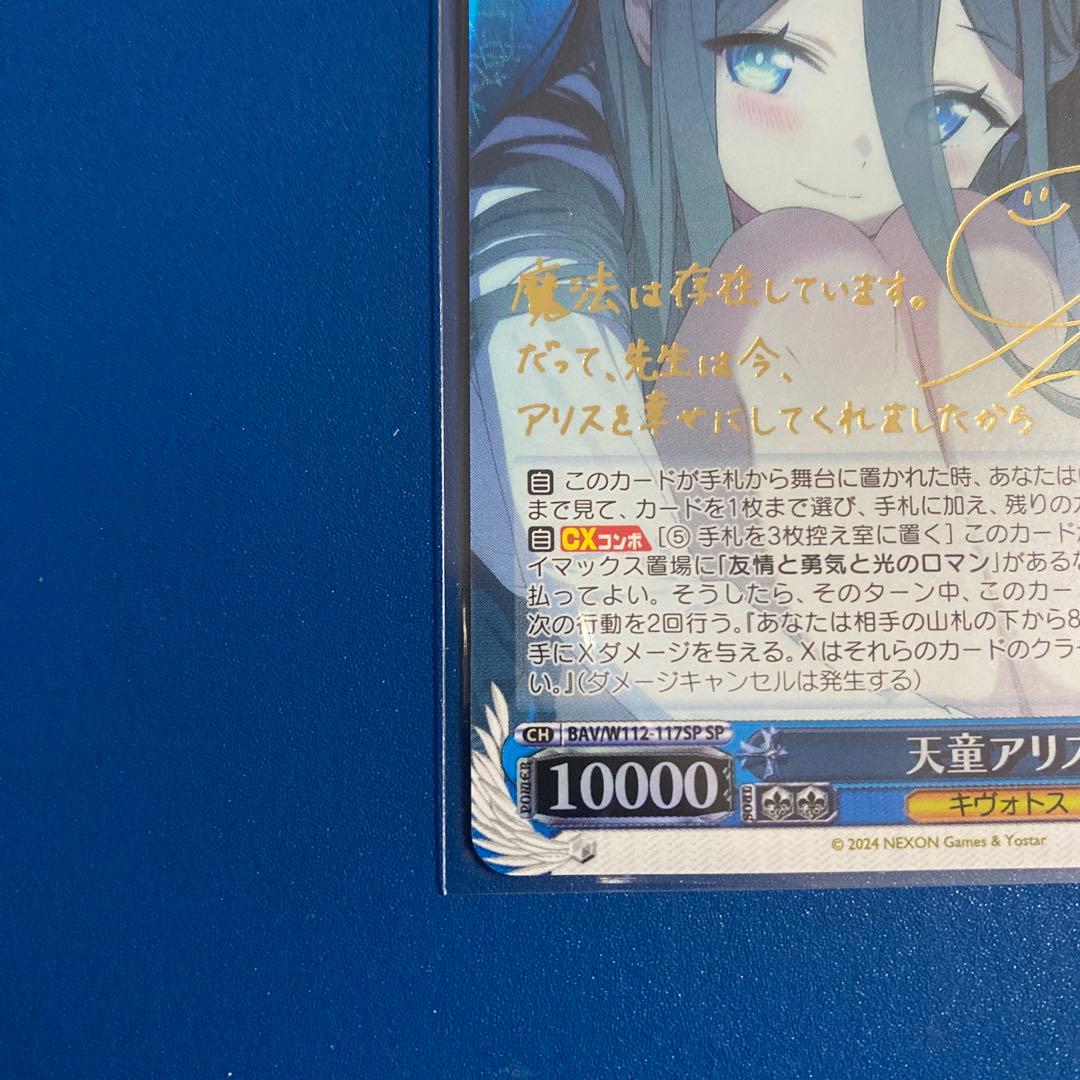 魔法は存在しています。
だって、先生は今、
アリスを幸せにしてくれましたから
自 このカードが手札から舞台に置かれた時、あなたは
まで見て、カードを1枚まで選び、手札に加え、残りの
自 CXコンボ [⑤ 手札を3枚控え室に置く] このカード
イマックス置場に「友情と勇気と光のロマン」があるな
払ってよい。そうしたら、そのターン中、このカー
次の行動を2回行う。『あなたは相手の山札の下から8
手にXダメージを与える。Xはそれらのカードのクラ
い。』(ダメージキャンセルは発生する)
CH BAV/W112-117SP SP
天童アリス
POWER 10000 SOUL
キヴォトス
© 2024 NEXON Games & Yostar